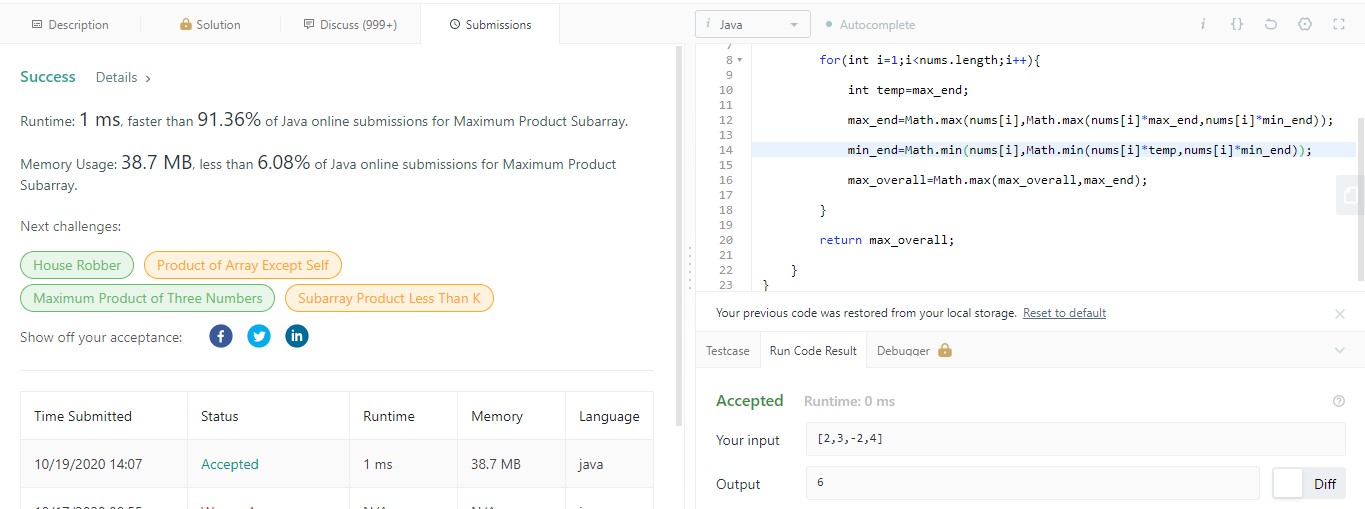 Description
Solution
Discuss (999+)
Submissions
Success Details ›
Runtime: 1 ms, faster than 91.36% of Java online submissions for Maximum Product Subarray.
Memory Usage: 38.7 MB, less than 6.08% of Java online submissions for Maximum Product
Subarray.
Next challenges:
House Robber
Product of Array Except Self
Maximum Product of Three Numbers
Subarray Product Less Than K
Show off your acceptance:
Time Submitted Status Runtime Memory Language
10/19/2020 14:07 Accepted 1 ms 38.7 MB java
i Java
Autocomplete
i {}
7
8 for(int i=1;i<nums.length;i++){
9
10 int temp=max_end;
11
12 max_end=Math.max(nums[i],Math.max(nums[i]*max_end,nums[i]*min_end));
13
14 min_end=Math.min(nums[i],Math.min(nums[i]*temp,nums[i]*min_end));
15
16 max_overall=Math.max(max_overall,max_end);
17
18 }
19
20 return max_overall;
21
22 }
23 }
Your previous code was restored from your local storage. Reset to default
Testcase
Run Code Result
Debugger
Accepted Runtime: 0 ms
Your input [2,3,-2,4]
Output 6
Diff